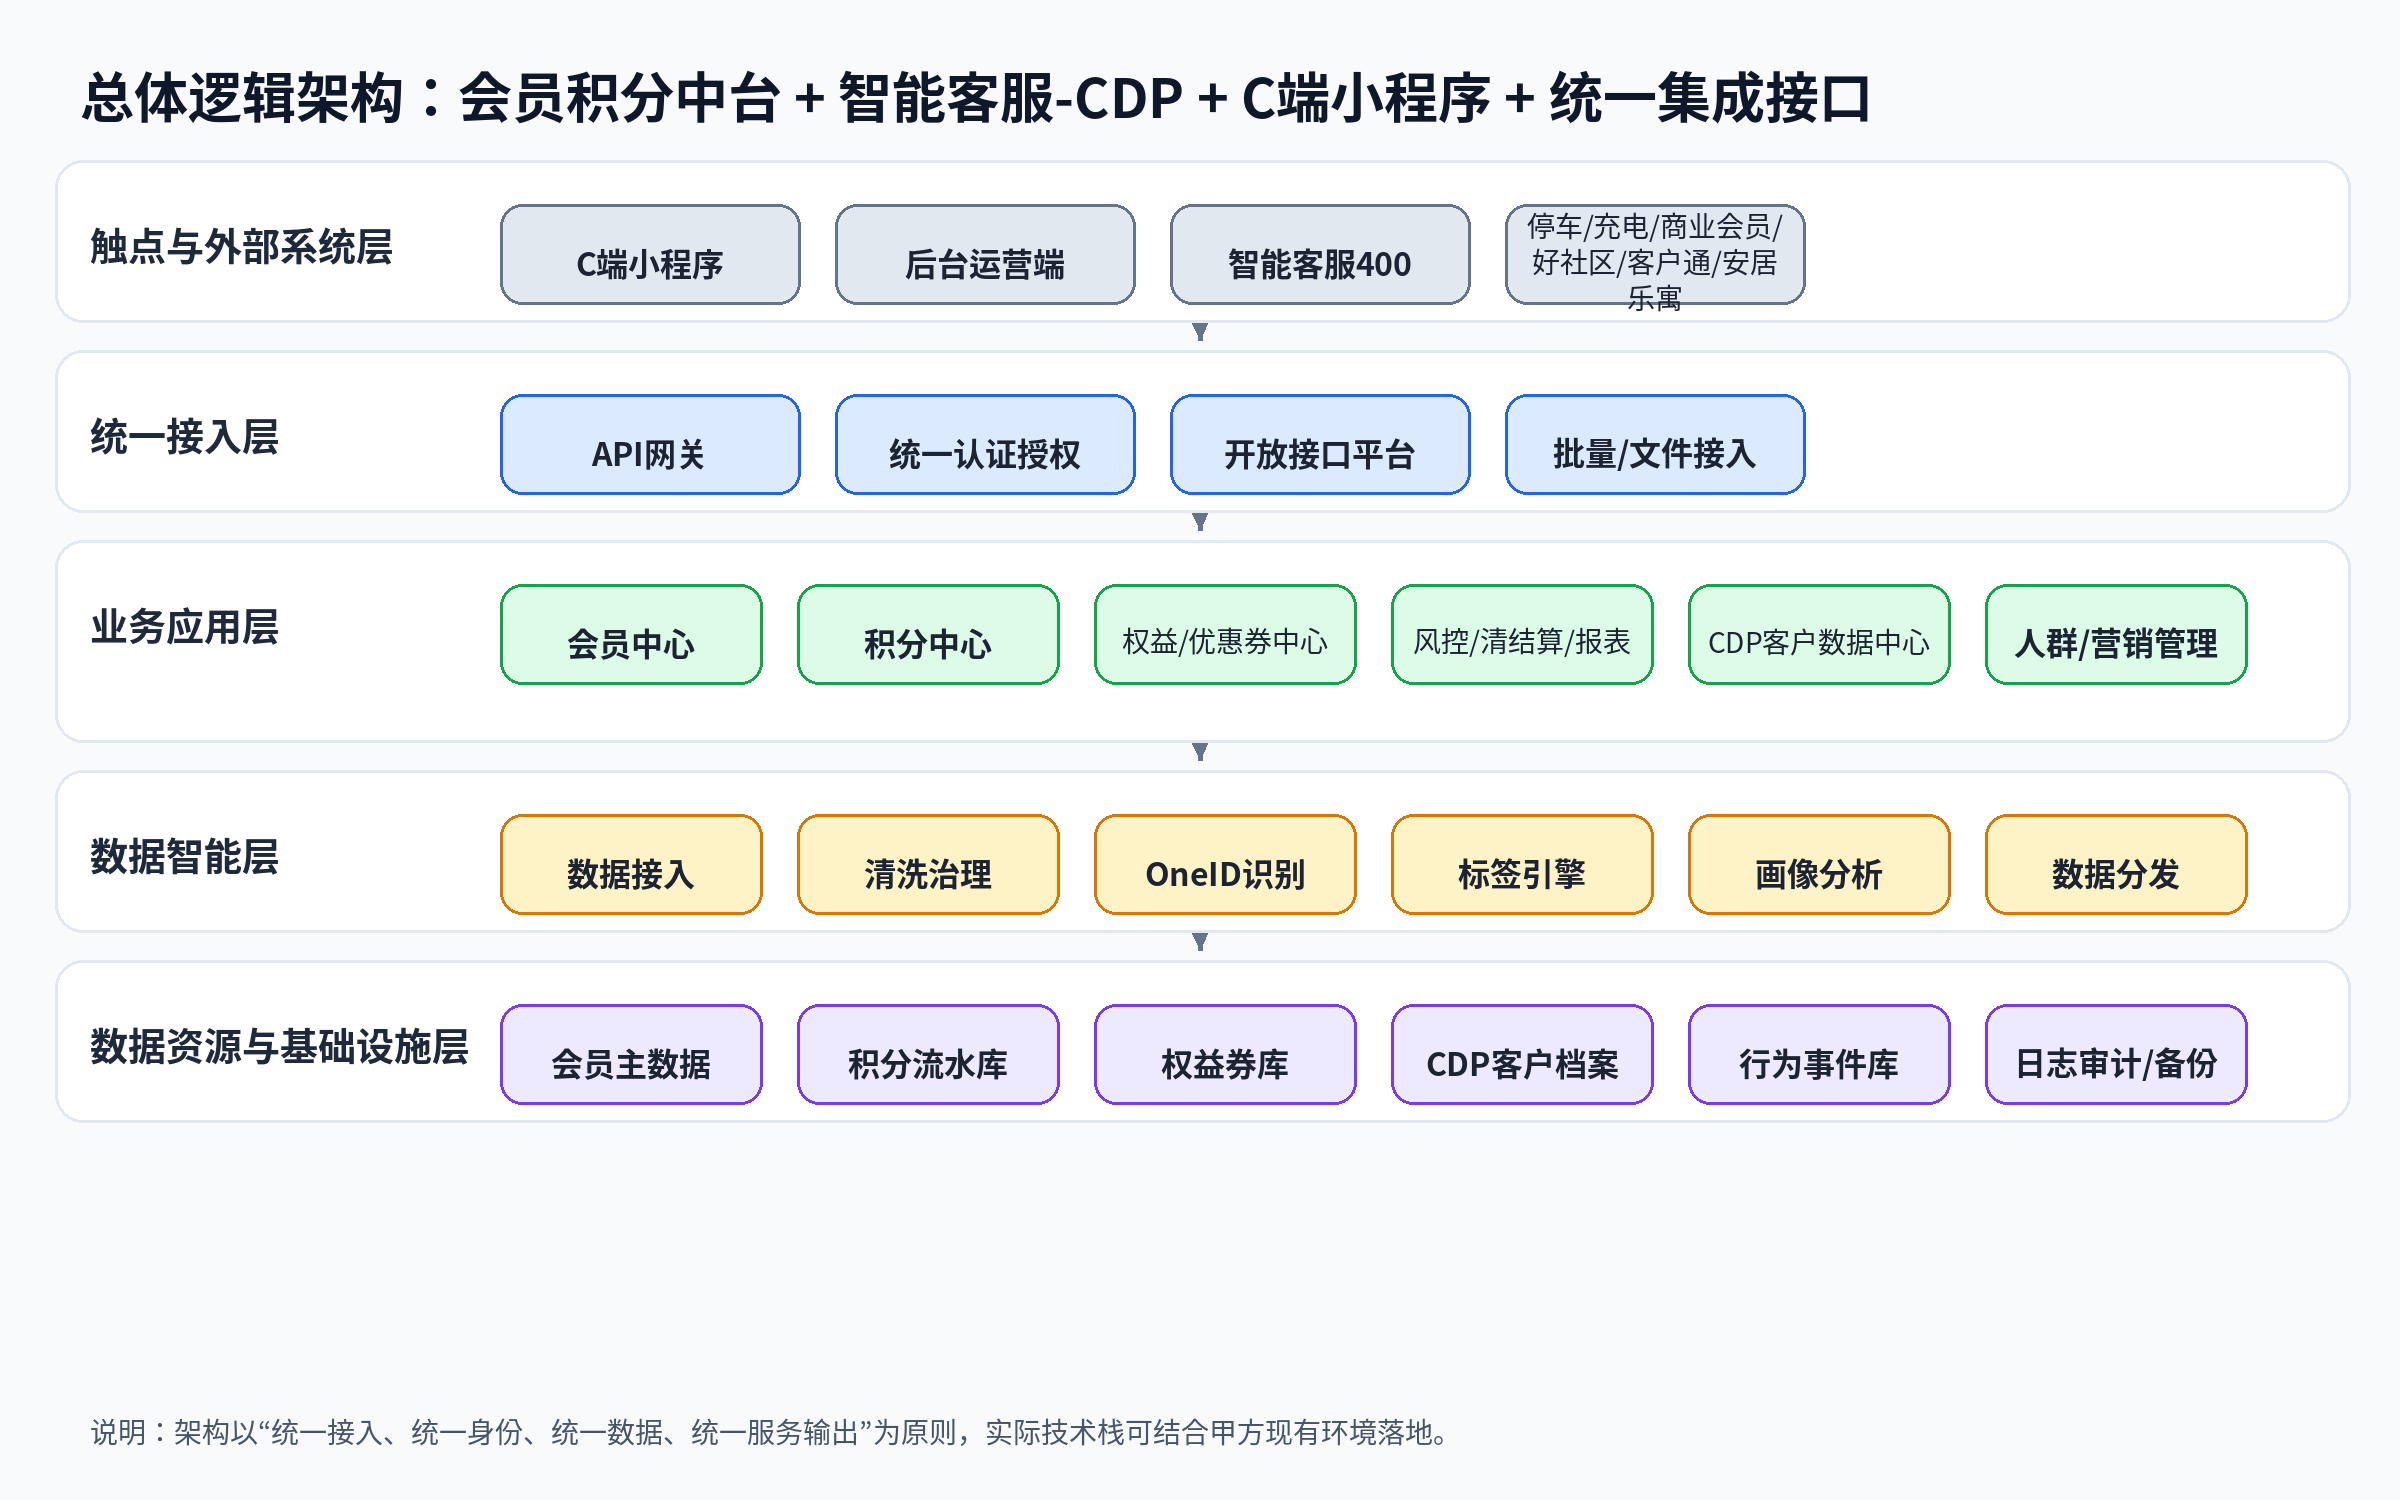 总体逻辑架构：会员积分中台 + 智能客服-CDP + C端小程序 + 统一集成接口
触点与外部系统层
C端小程序
后台运营端
智能客服400
停车/充电/商业会员/
好社区/客户通/安居
乐寓
统一接入层
API网关
统一认证授权
开放接口平台
批量/文件接入
业务应用层
会员中心
积分中心
权益/优惠券中心
风控/清结算/报表
CDP客户数据中心
人群/营销管理
数据智能层
数据接入
清洗治理
OneID识别
标签引擎
画像分析
数据分发
数据资源与基础设施层
会员主数据
积分流水库
权益券库
CDP客户档案
行为事件库
日志审计/备份
说明：架构以“统一接入、统一身份、统一数据、统一服务输出”为原则，实际技术栈可结合甲方现有环境落地。